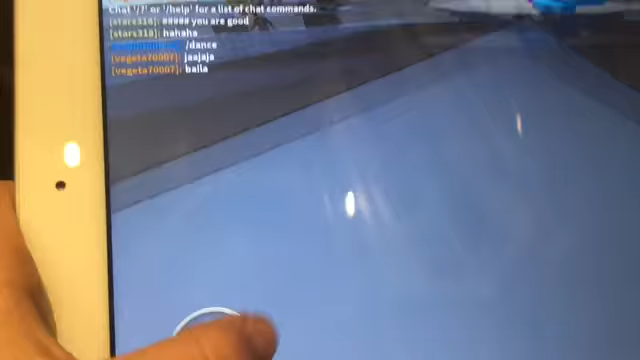 Chat '/?' or '/help' for a list of chat commands.
[stars318]: ##### you are good
[stars318]: hahaha
/dance
[vegeta70007]: jaajaja
[vegeta70007]: baila